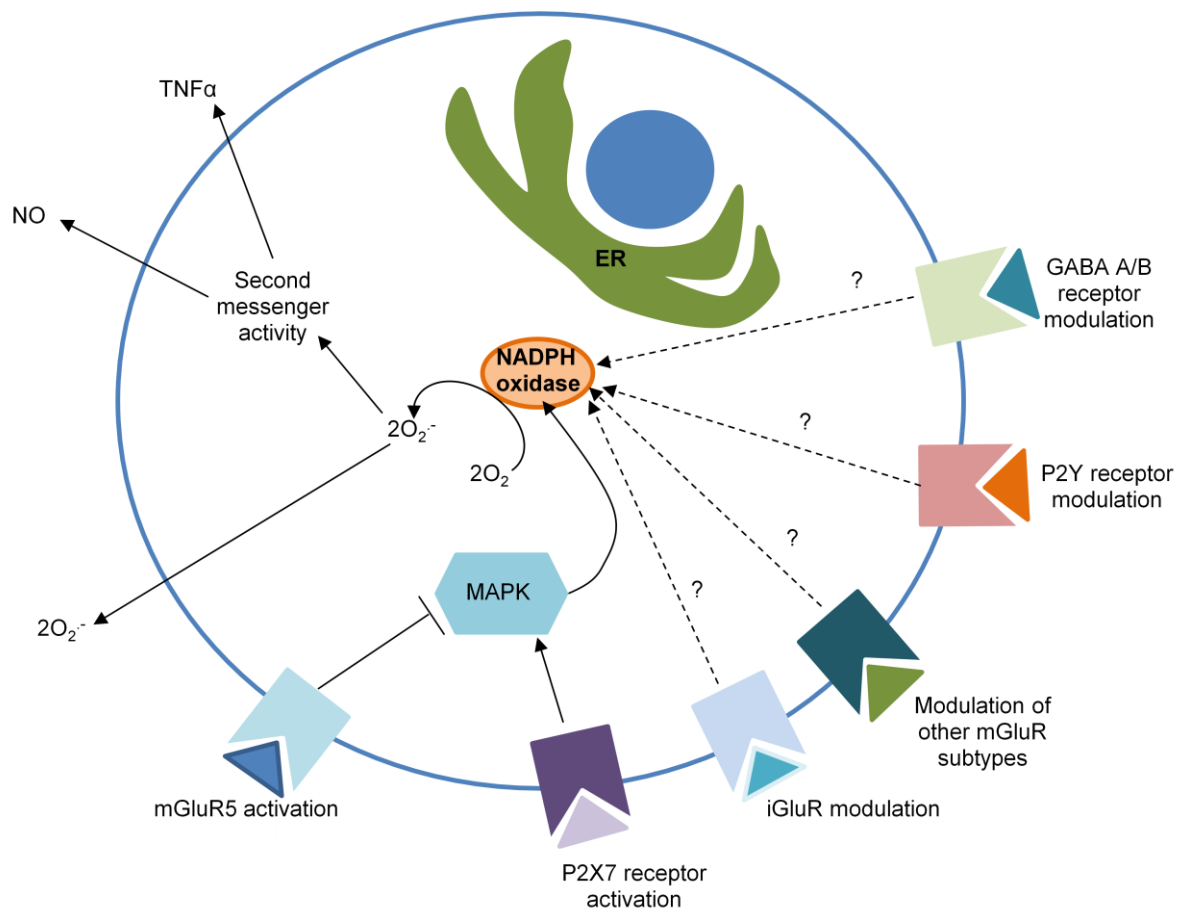 TNFα
NO
Second
messenger
activity
ER
GABA A/B
receptor
modulation
?
NADPH
oxidase
2O₂·-
2O₂
?
P2Y receptor
modulation
?
?
MAPK
2O₂·-
Modulation of
other mGluR
subtypes
mGluR5 activation
iGluR modulation
P2X7 receptor
activation